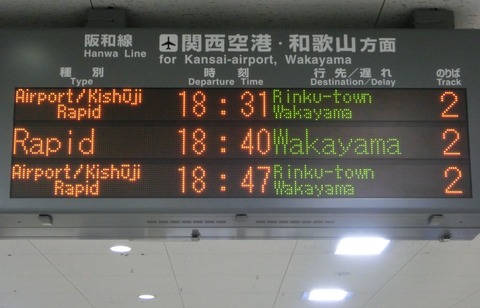 阪和線 関西空港・和歌山方面
Hanwa Line for Kansai-airport, Wakayama
種別 時刻 行先/遅れ のりば
Type Departure Time Destination/Delay Track
Airport/Kishūji Rapid 18:31 Rinku-town Wakayama 2
Rapid 18:40 Wakayama 2
Airport/Kishūji Rapid 18:47 Rinku-town Wakayama 2